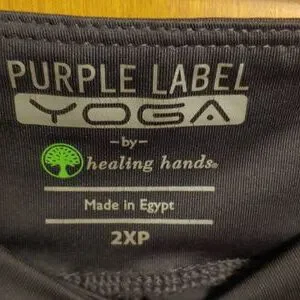 PURPLE LABEL
YOGA
-by-
healing hands®
Made in Egypt
2XP